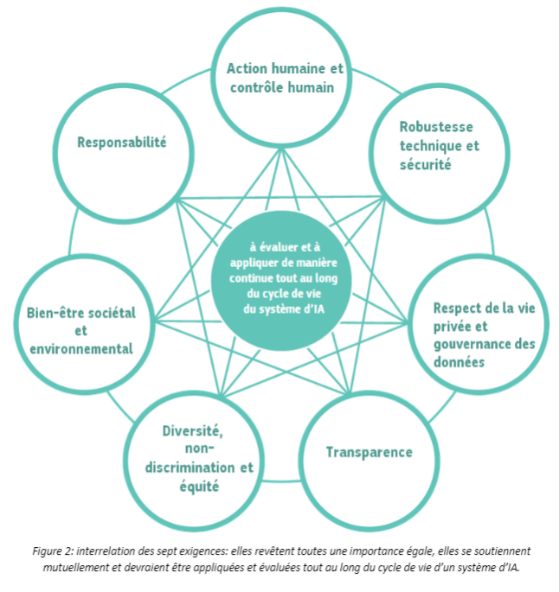 Action humaine et
contrôle humain
Robustesse
technique et
sécurité
Respect de la vie
privée et
gouvernance des
données
Transparence
Diversité,
non-
discrimination et
équité
Bien-être sociétal
et
environnemental
Responsabilité
à évaluer et à
appliquer de manière
continue tout au long
du cycle de vie
du système d'IA
Figure 2: interrelation des sept exigences: elles revêtent toutes une importance égale, elles se soutiennent
mutuellement et devraient être appliquées et évaluées tout au long du cycle de vie d'un système d'IA.